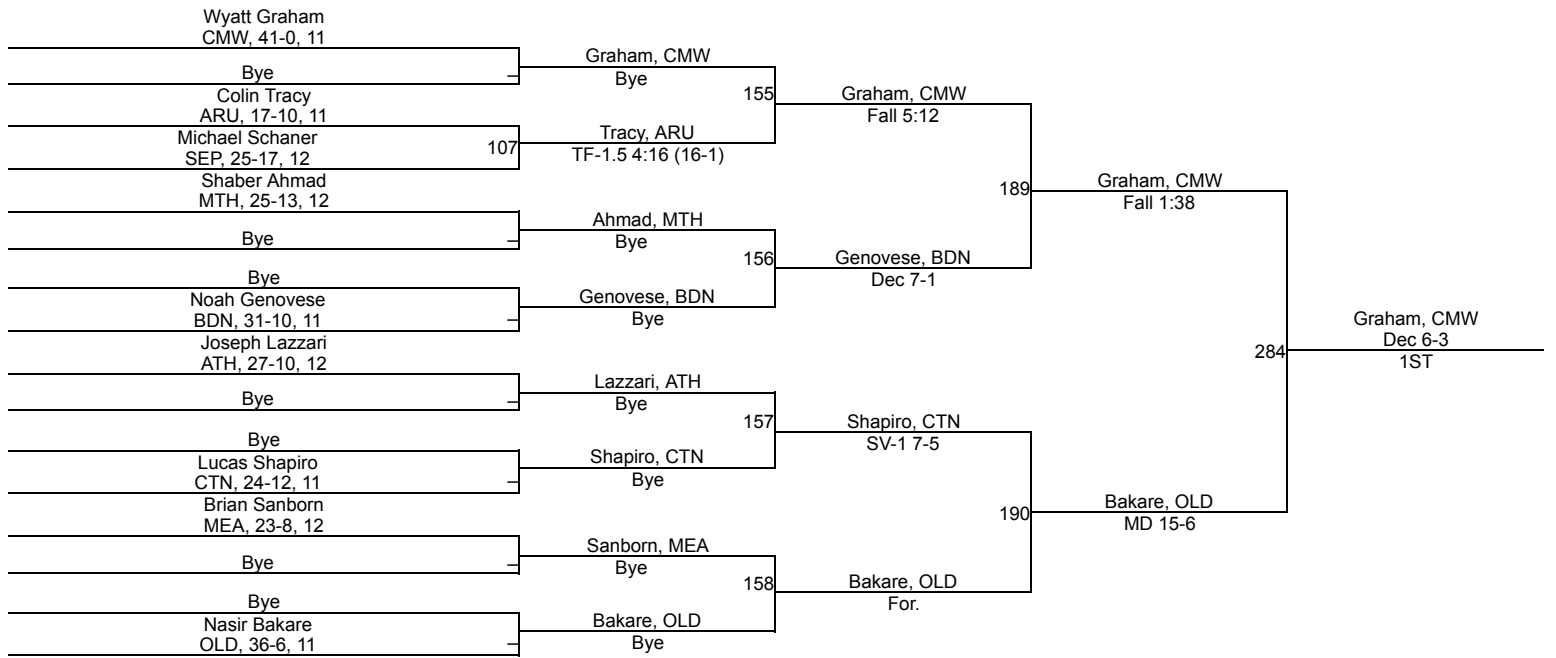 Wyatt Graham
CMW, 41-0, 11
Bye
–
Colin Tracy
ARU, 17-10, 11
Michael Schaner
SEP, 25-17, 12
107
Shaber Ahmad
MTH, 25-13, 12
Bye
–
Bye
Noah Genovese
BDN, 31-10, 11
–
Joseph Lazzari
ATH, 27-10, 12
Bye
–
Bye
Lucas Shapiro
CTN, 24-12, 11
–
Brian Sanborn
MEA, 23-8, 12
Bye
–
Bye
Nasir Bakare
OLD, 36-6, 11
–
Graham, CMW
Bye
155
Tracy, ARU
TF-1.5 4:16 (16-1)
Ahmad, MTH
Bye
156
Genovese, BDN
Bye
Lazzari, ATH
Bye
157
Shapiro, CTN
Bye
Sanborn, MEA
Bye
158
Bakare, OLD
Bye
Graham, CMW
Fall 5:12
189
Genovese, BDN
Dec 7-1
Shapiro, CTN
SV-1 7-5
190
Bakare, OLD
For.
Graham, CMW
Fall 1:38
284
Bakare, OLD
MD 15-6
Graham, CMW
Dec 6-3
1ST